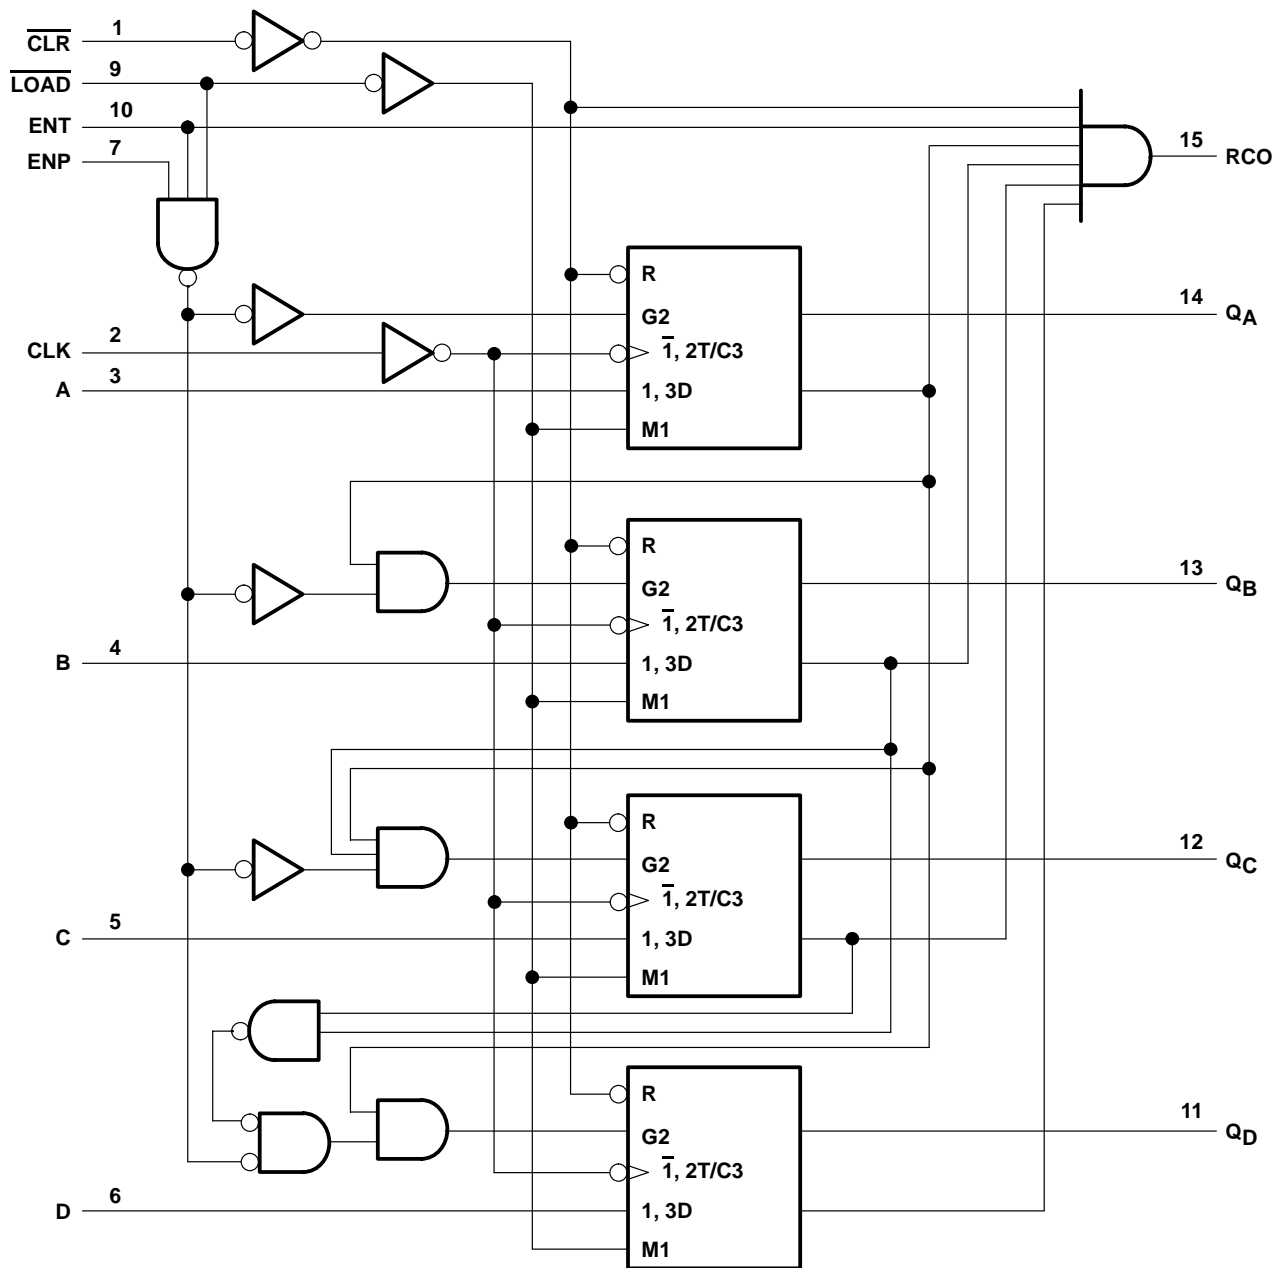 C̅L̅R̅ 1
L̅O̅A̅D̅ 9
ENT 10
ENP 7
15 RCO
R
G2
14 QA
CLK 2
1̅, 2T/C3
A 3
1, 3D
M1
R
G2
13 QB
1̅, 2T/C3
B 4
1, 3D
M1
R
G2
12 QC
1̅, 2T/C3
C 5
1, 3D
M1
R
G2
11 QD
1̅, 2T/C3
D 6
1, 3D
M1